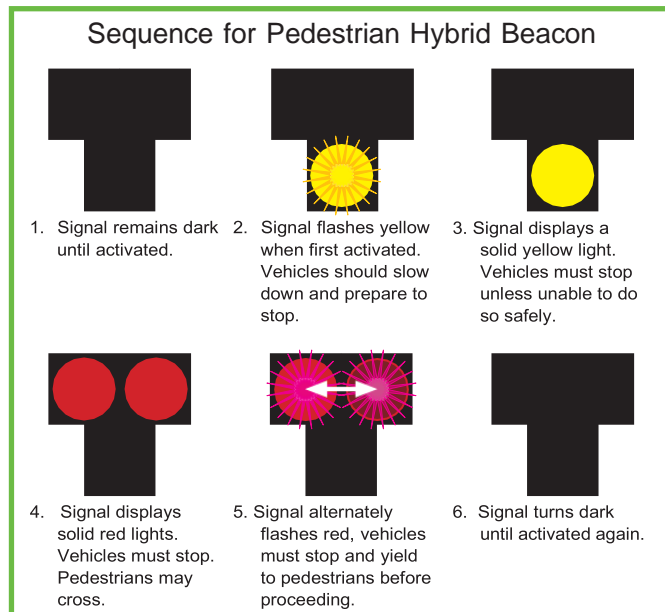 Sequence for Pedestrian Hybrid Beacon
1. Signal remains dark
until activated.
2. Signal flashes yellow
when first activated.
Vehicles should slow
down and prepare to
stop.
3. Signal displays a
solid yellow light.
Vehicles must stop
unless unable to do
so safely.
4. Signal displays
solid red lights.
Vehicles must stop.
Pedestrians may
cross.
5. Signal alternately
flashes red, vehicles
must stop and yield
to pedestrians before
proceeding.
6. Signal turns dark
until activated again.